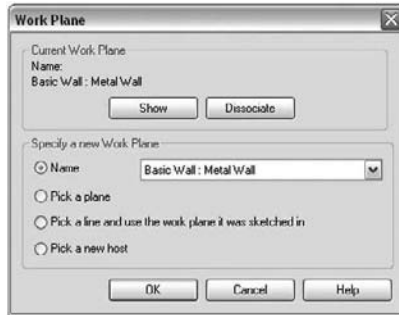 Work Plane
Current Work Plane
Name:
Basic Wall : Metal Wall
Show Dissociate
Specify a new Work Plane
Name Basic Wall : Metal Wall
Pick a plane
Pick a line and use the work plane it was sketched in
Pick a new host
OK Cancel Help